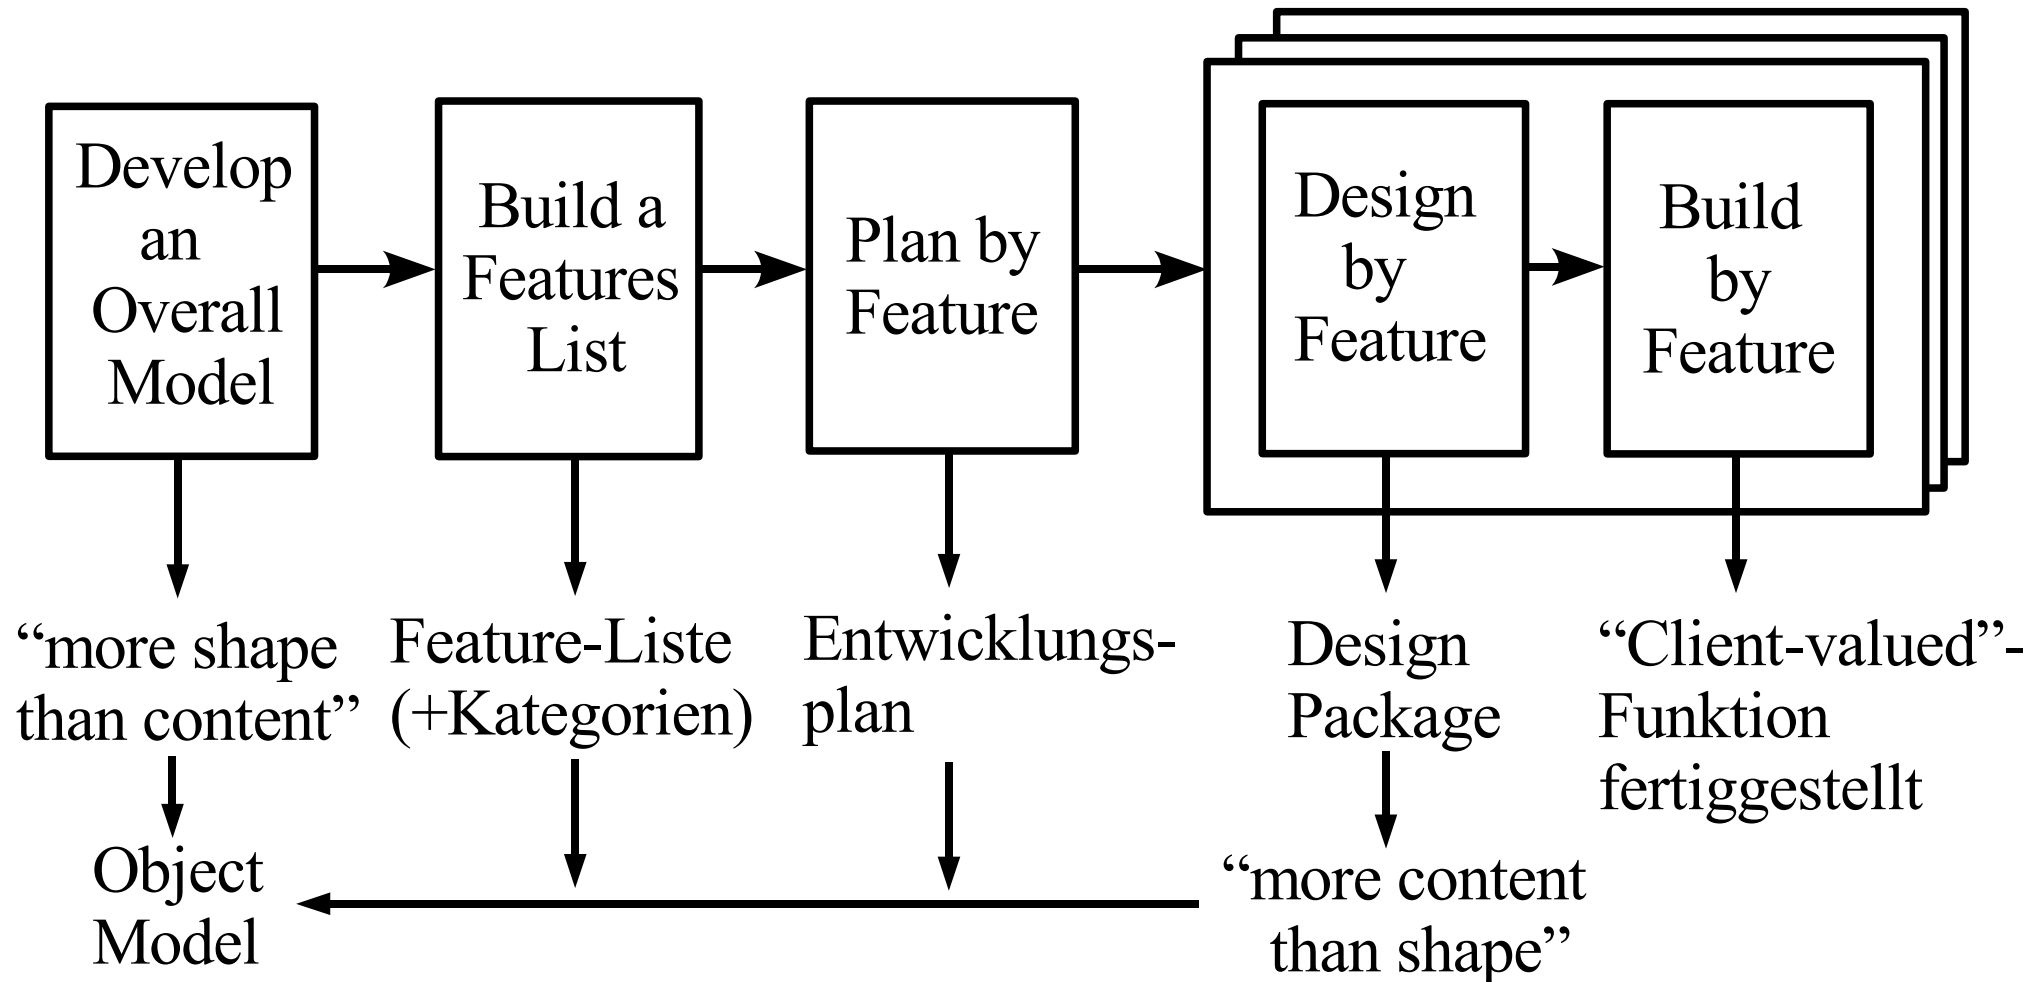 Develop
an
Overall
Model
Build a
Features
List
Plan by
Feature
Design
by
Feature
Build
by
Feature
“more shape
than content”
Feature-Liste
(+Kategorien)
Entwicklungs-
plan
Design
Package
“Client-valued”-
Funktion
fertiggestellt
Object
Model
“more content
than shape”